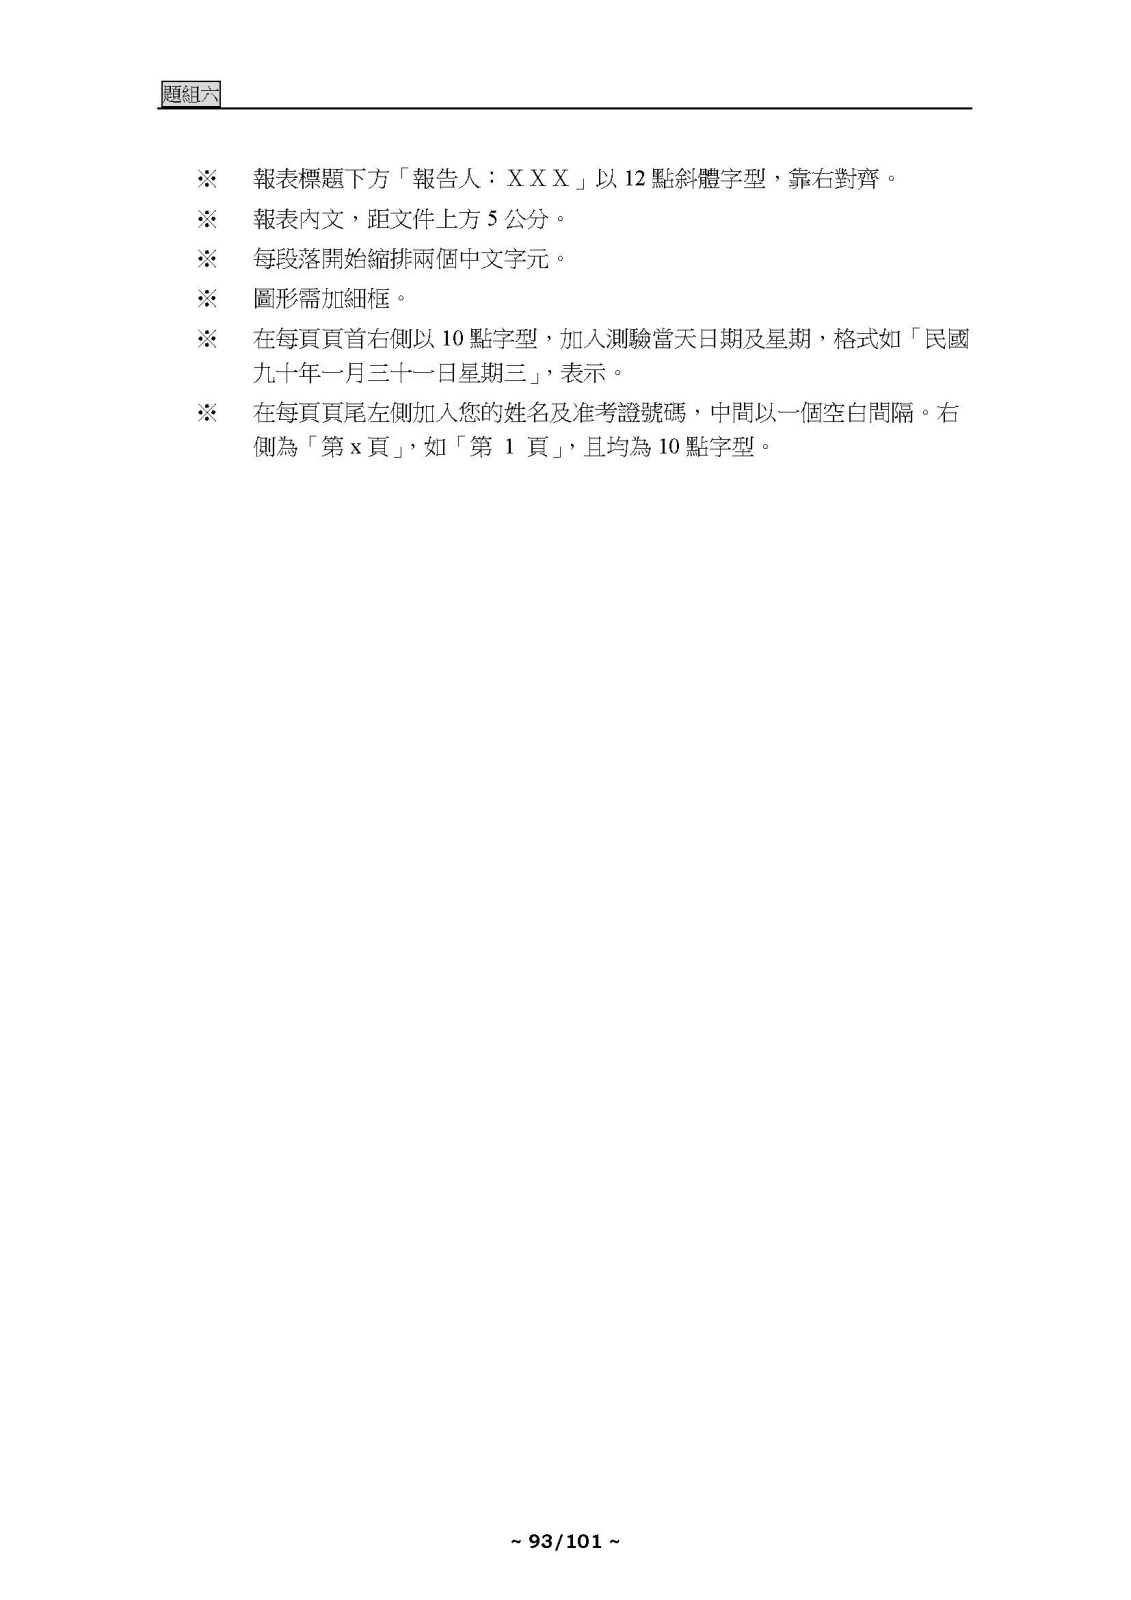 題組六
※ 報表標題下方「報告人：ＸＸＸ」以 12 點斜體字型，靠右對齊。
※ 報表內文，距文件上方 5 公分。
※ 每段落開始縮排兩個中文字元。
※ 圖形需加細框。
※ 在每頁頁首右側以 10 點字型，加入測驗當天日期及星期，格式如「民國
九十年一月三十一日星期三」，表示。
※ 在每頁頁尾左側加入您的姓名及准考證號碼，中間以一個空白間隔。右
側為「第 x 頁」，如「第 1 頁」，且均為 10 點字型。
~ 93/101 ~